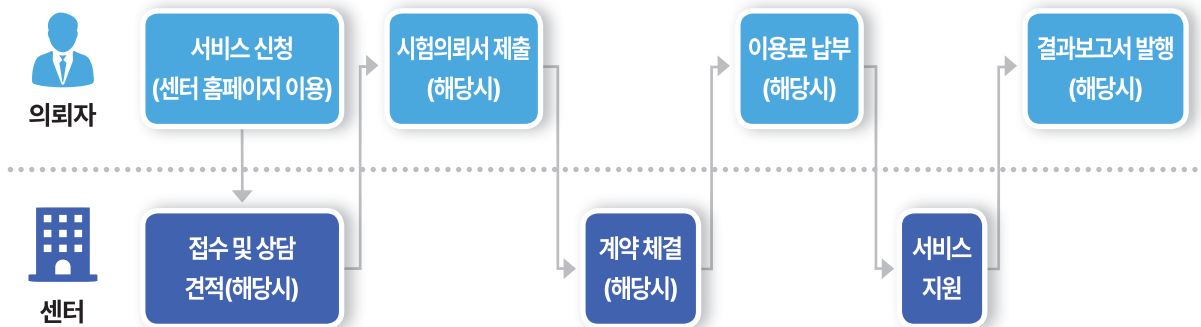 의뢰자
서비스 신청
(센터 홈페이지 이용)
시험의뢰서 제출
(해당시)
이용료 납부
(해당시)
결과보고서 발행
(해당시)
센터
접수 및 상담
견적(해당시)
계약 체결
(해당시)
서비스
지원